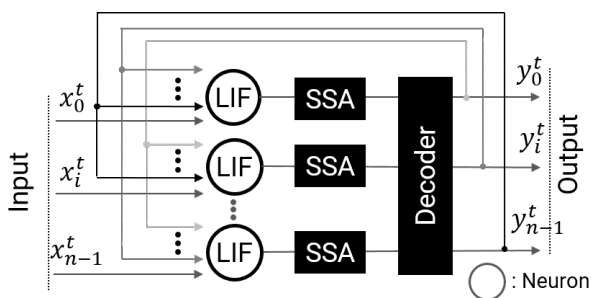 Input
x_0^t
x_i^t
x_{n-1}^t
LIF
SSA
LIF
SSA
LIF
SSA
Decoder
y_0^t
y_i^t
y_{n-1}^t
Output
: Neuron